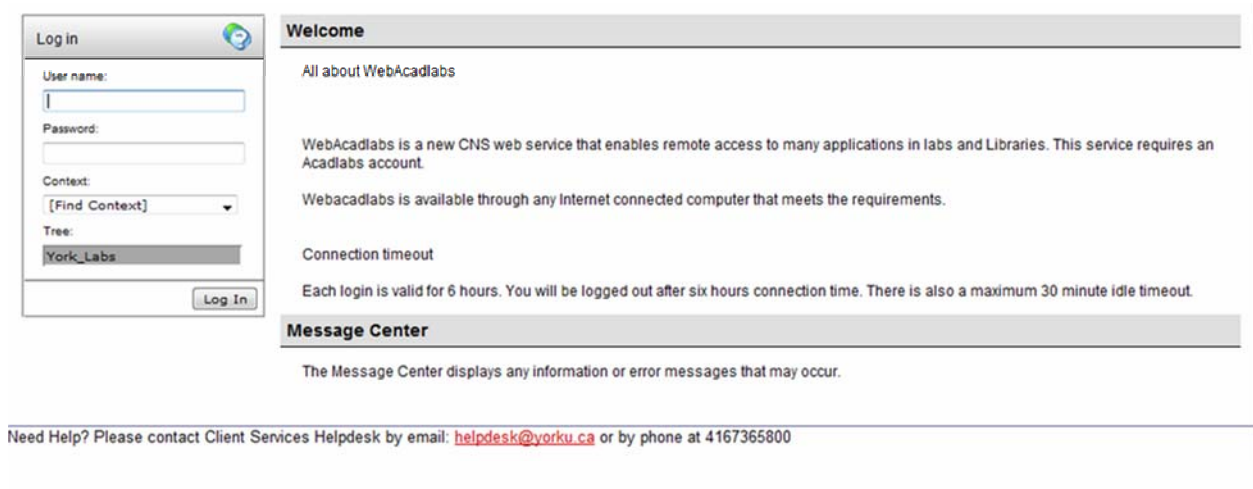 Log in
User name:
Password:
Context:
[Find Context]
Tree:
York_Labs
Log In
Welcome
All about WebAcadlabs
WebAcadlabs is a new CNS web service that enables remote access to many applications in labs and Libraries. This service requires an
Acadlabs account.
Webacadlabs is available through any Internet connected computer that meets the requirements.
Connection timeout
Each login is valid for 6 hours. You will be logged out after six hours connection time. There is also a maximum 30 minute idle timeout.
Message Center
The Message Center displays any information or error messages that may occur.
Need Help? Please contact Client Services Helpdesk by email: helpdesk@yorku.ca or by phone at 4167365800